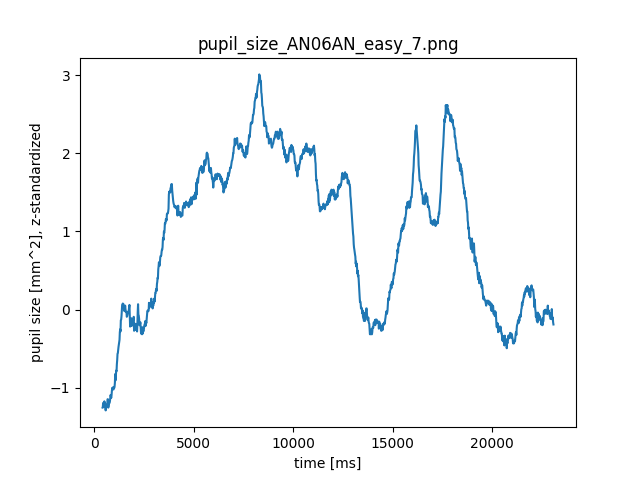 pupil_size_AN06AN_easy_7.png
pupil size [mm^2], z-standardized
3
2
1
0
−1
0 5000 10000 15000 20000
time [ms]